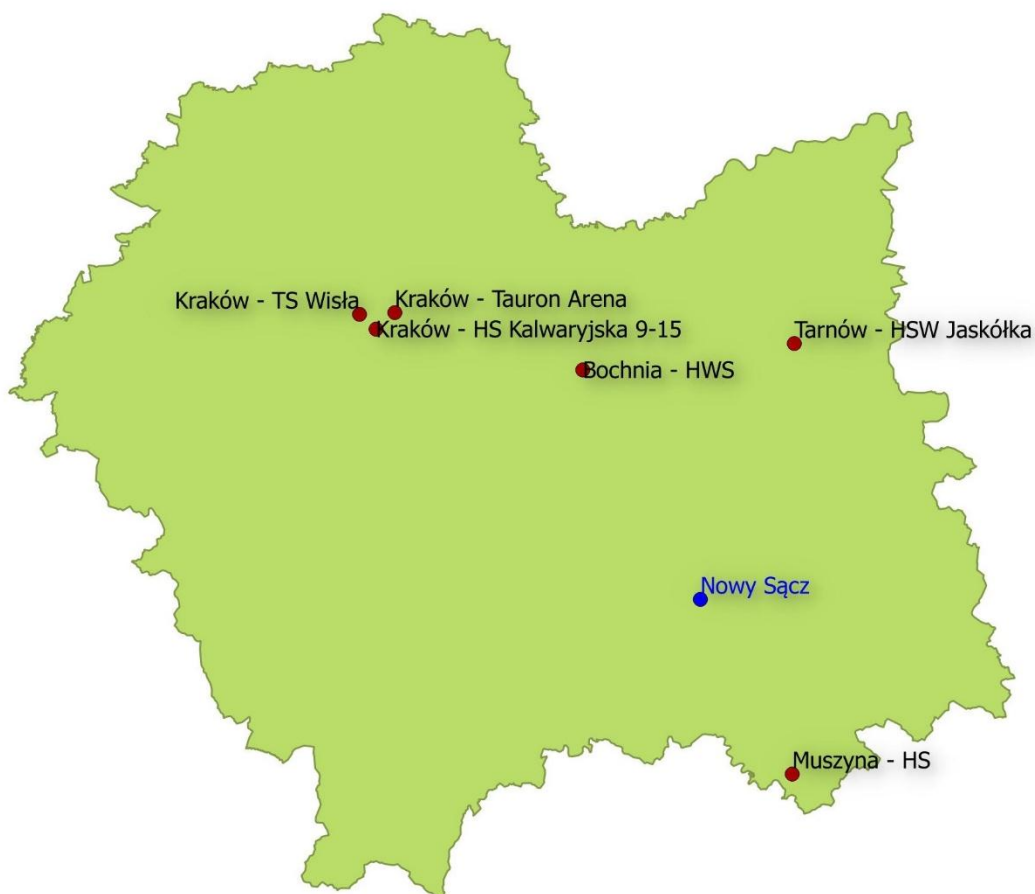 Kraków - TS Wisła
Kraków - Tauron Arena
Kraków - HS Kalwaryjska 9-15
Tarnów - HSW Jaskółka
Bochnia - HWS
Nowy Sącz
Muszyna - HS